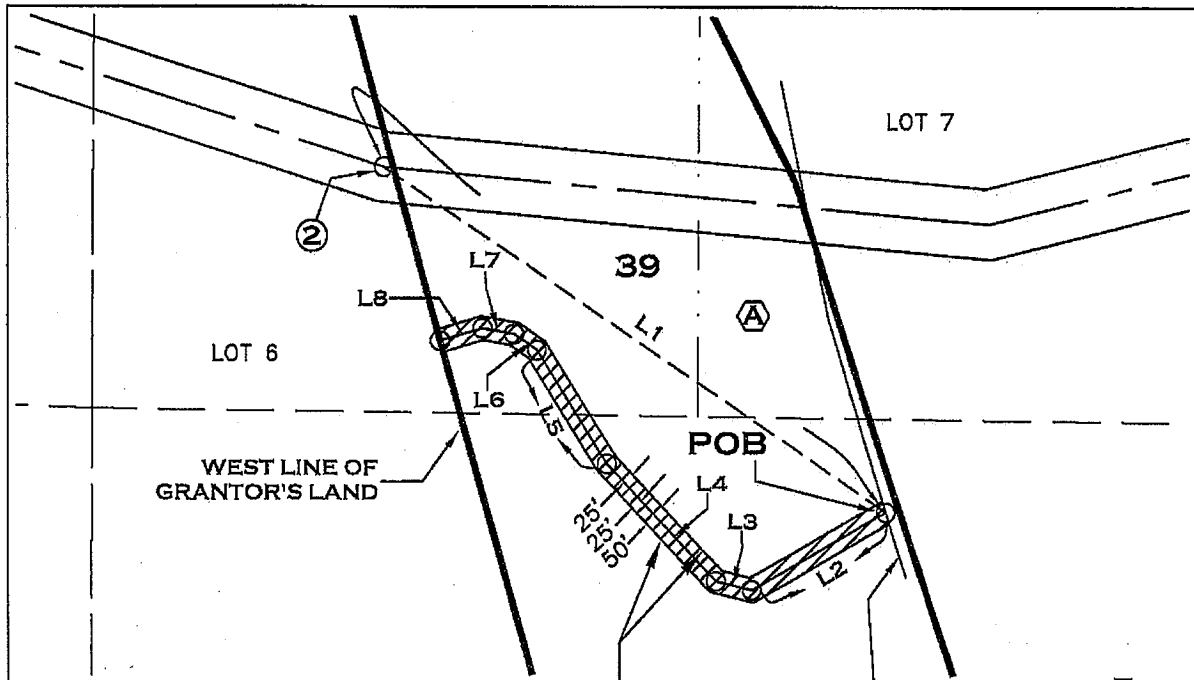 LOT 7
2
39
L7
L8
A
L1
LOT 6
L6
L5
POB
WEST LINE OF
GRANTOR'S LAND
L4
25'
25'
50'
L3
L2